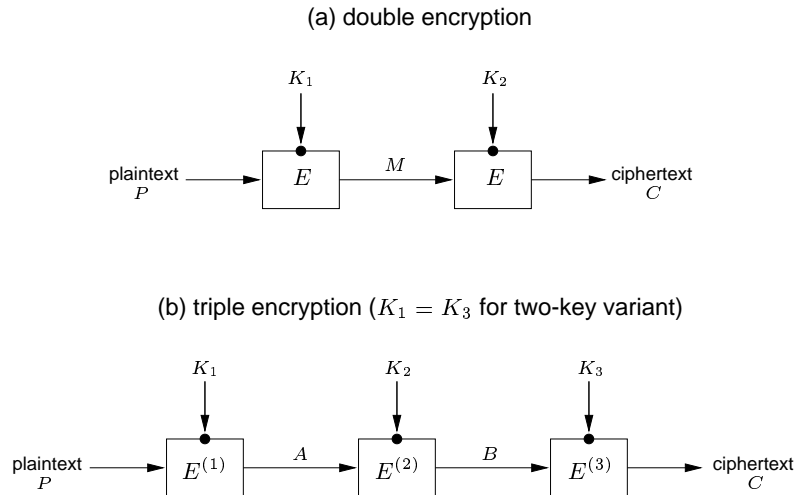 (a) double encryption
K₁ K₂
plaintext
P
E
M
E
ciphertext
C
(b) triple encryption (K₁ = K₃ for two-key variant)
K₁ K₂ K₃
plaintext
P
E⁽¹⁾
A
E⁽²⁾
B
E⁽³⁾
ciphertext
C